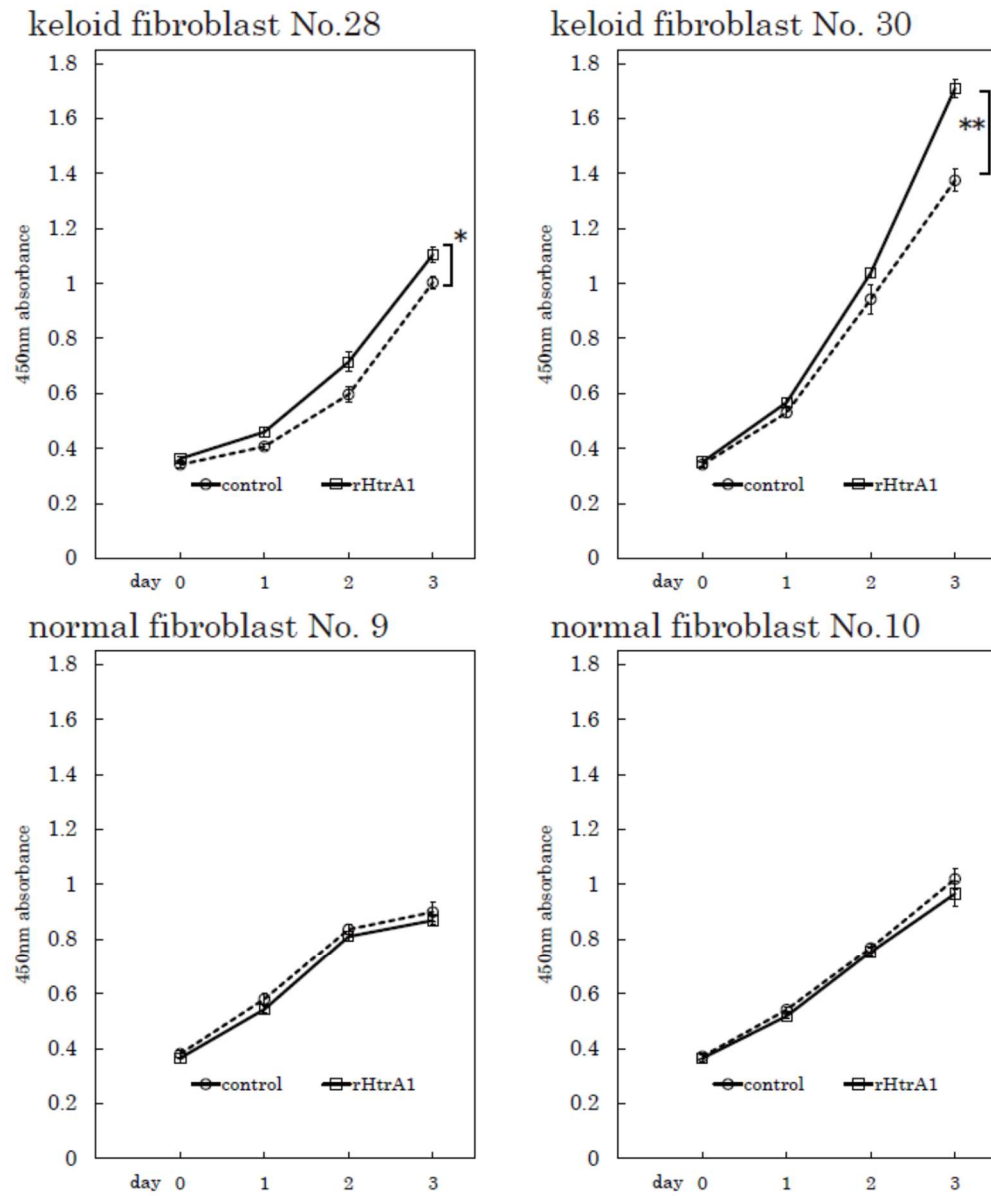 keloid fibroblast No.28
1.8
1.6
1.4
1.2
1
0.8
0.6
0.4
0.2
0
450nm absorbance
*
control rHtrA1
day 0 1 2 3
keloid fibroblast No. 30
1.8
1.6
1.4
1.2
1
0.8
0.6
0.4
0.2
0
450nm absorbance
**
control rHtrA1
day 0 1 2 3
normal fibroblast No. 9
1.8
1.6
1.4
1.2
1
0.8
0.6
0.4
0.2
0
450nm absorbance
control rHtrA1
day 0 1 2 3
normal fibroblast No.10
1.8
1.6
1.4
1.2
1
0.8
0.6
0.4
0.2
0
450nm absorbance
control rHtrA1
day 0 1 2 3